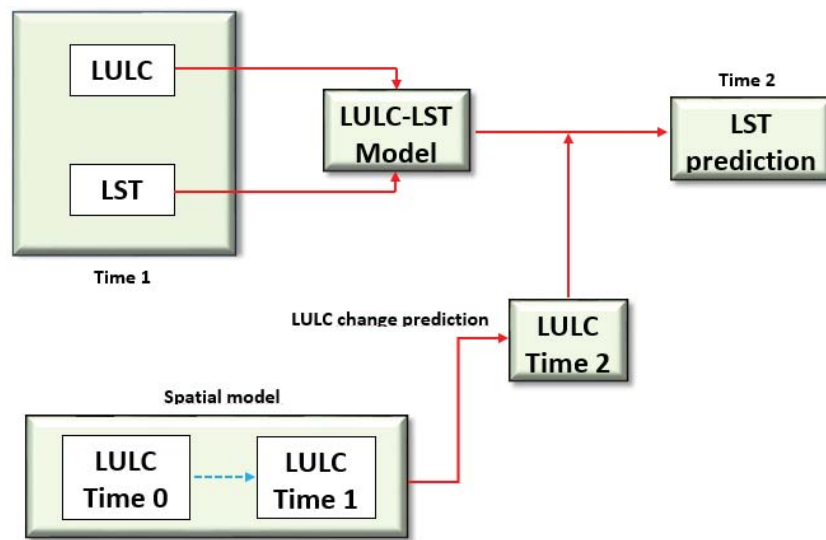 LULC
LST
Time 1
LULC-LST
Model
Time 2
LST
prediction
LULC change prediction
LULC
Time 2
Spatial model
LULC
Time 0
LULC
Time 1